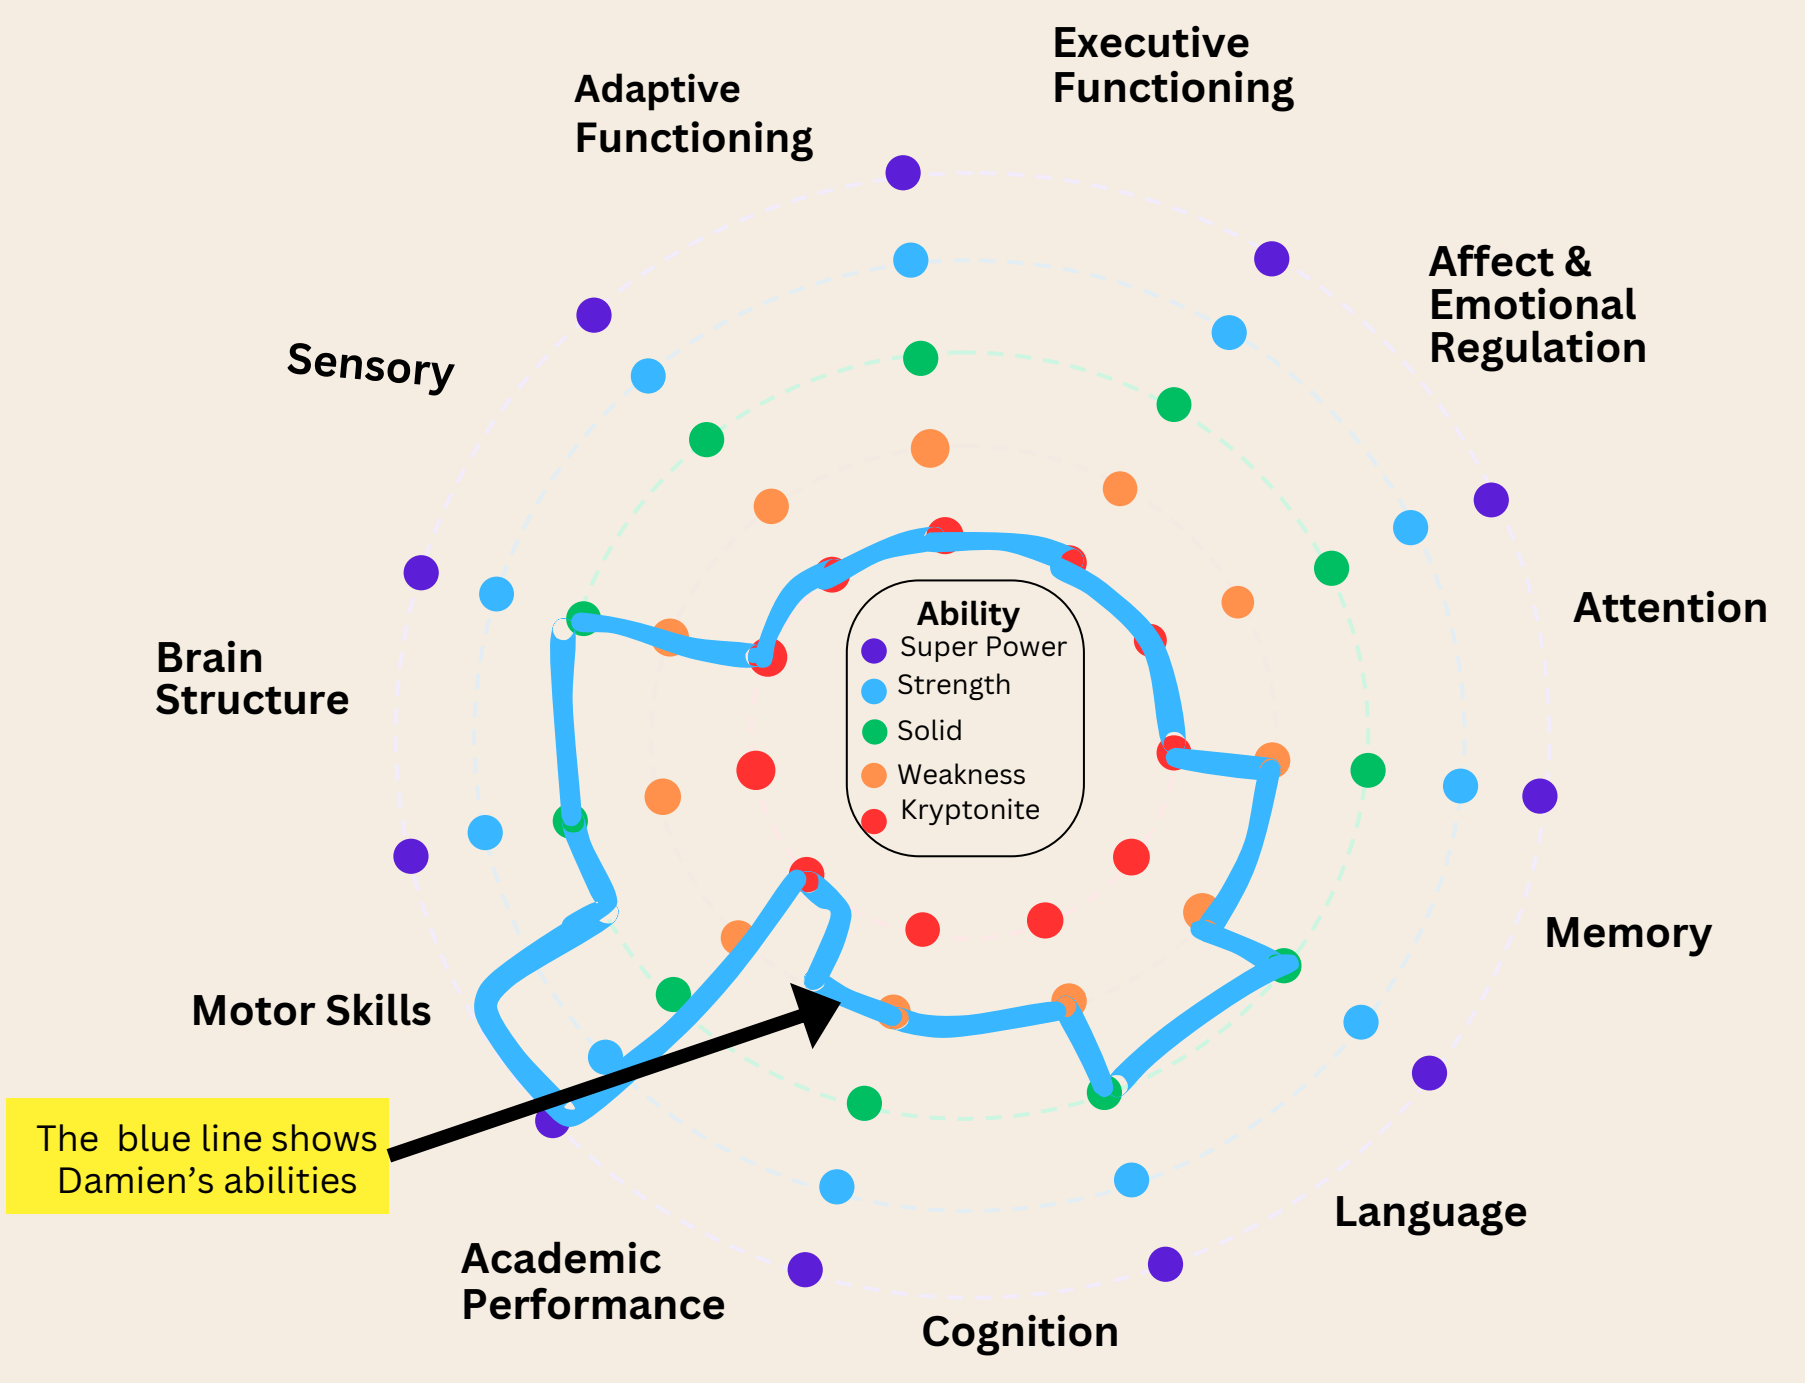 Executive
Functioning
Adaptive
Functioning
Affect &
Emotional
Regulation
Sensory
Attention
Ability
Super Power
Strength
Solid
Weakness
Kryptonite
Brain
Structure
Memory
Motor Skills
The  blue line shows
Damien’s abilities
Language
Academic
Performance
Cognition